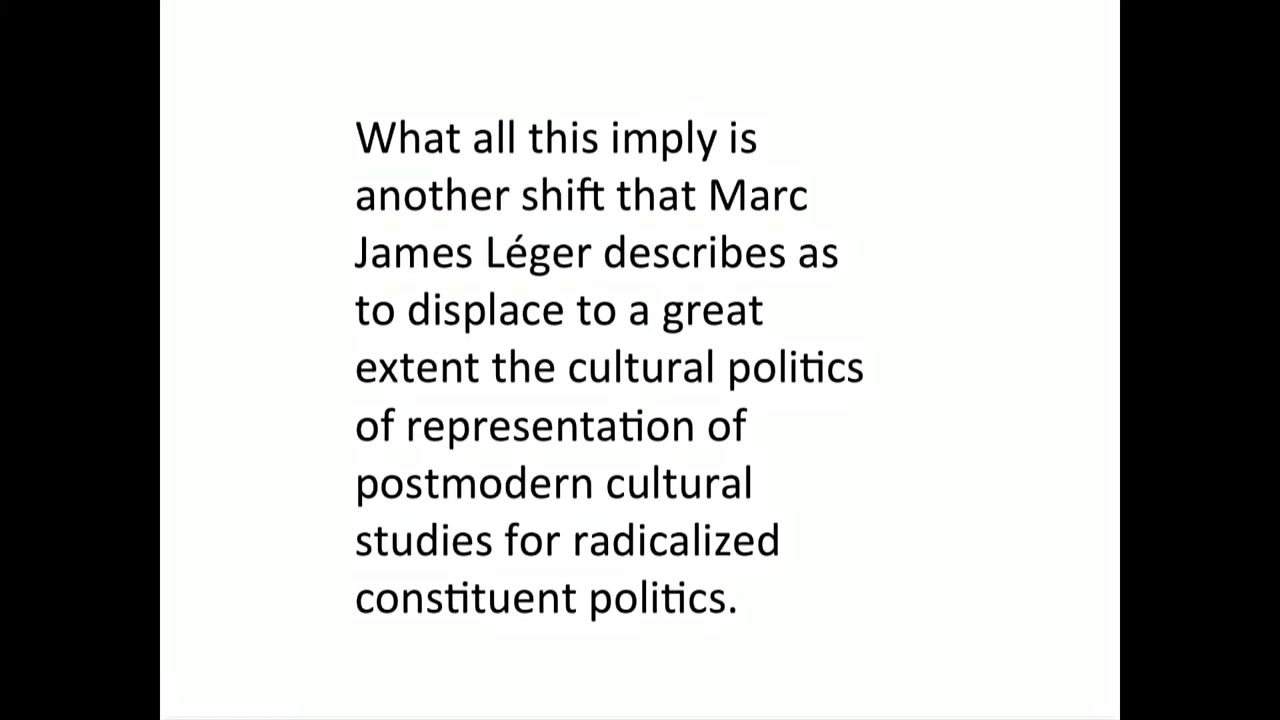 What all this imply is
another shift that Marc
James Léger describes as
to displace to a great
extent the cultural politics
of representation of
postmodern cultural
studies for radicalized
constituent politics.